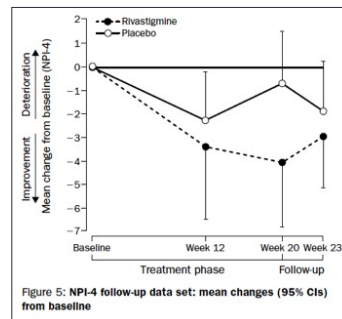 Rivastigmine
Placebo
Deterioration
Improvement
Mean change from baseline (NPI-4)
2
1
0
−1
−2
−3
−4
−5
−6
−7
Baseline
Week 12
Week 20
Week 23
Treatment phase
Follow-up
Figure 5: NPI-4 follow-up data set: mean changes (95% CIs)
from baseline